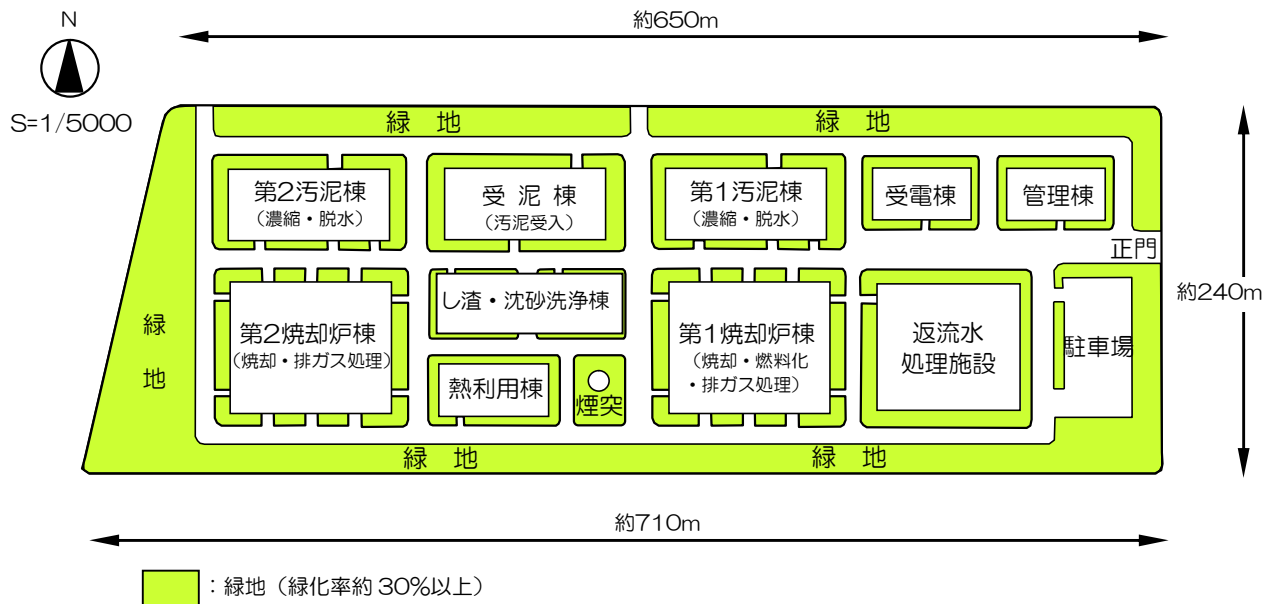 N
約650m
S=1/5000
緑 地
緑 地
第2汚泥棟
(濃縮・脱水)
受 泥 棟
(汚泥受入)
第1汚泥棟
(濃縮・脱水)
受電棟
管理棟
正門
約240m
緑
地
第2焼却炉棟
(焼却・排ガス処理)
し渣・沈砂洗浄棟
熱利用棟
煙突
第1焼却炉棟
(焼却・燃料化
・排ガス処理)
返流水
処理施設
駐車場
緑 地
緑 地
約710m
:緑地(緑化率約 30%以上)